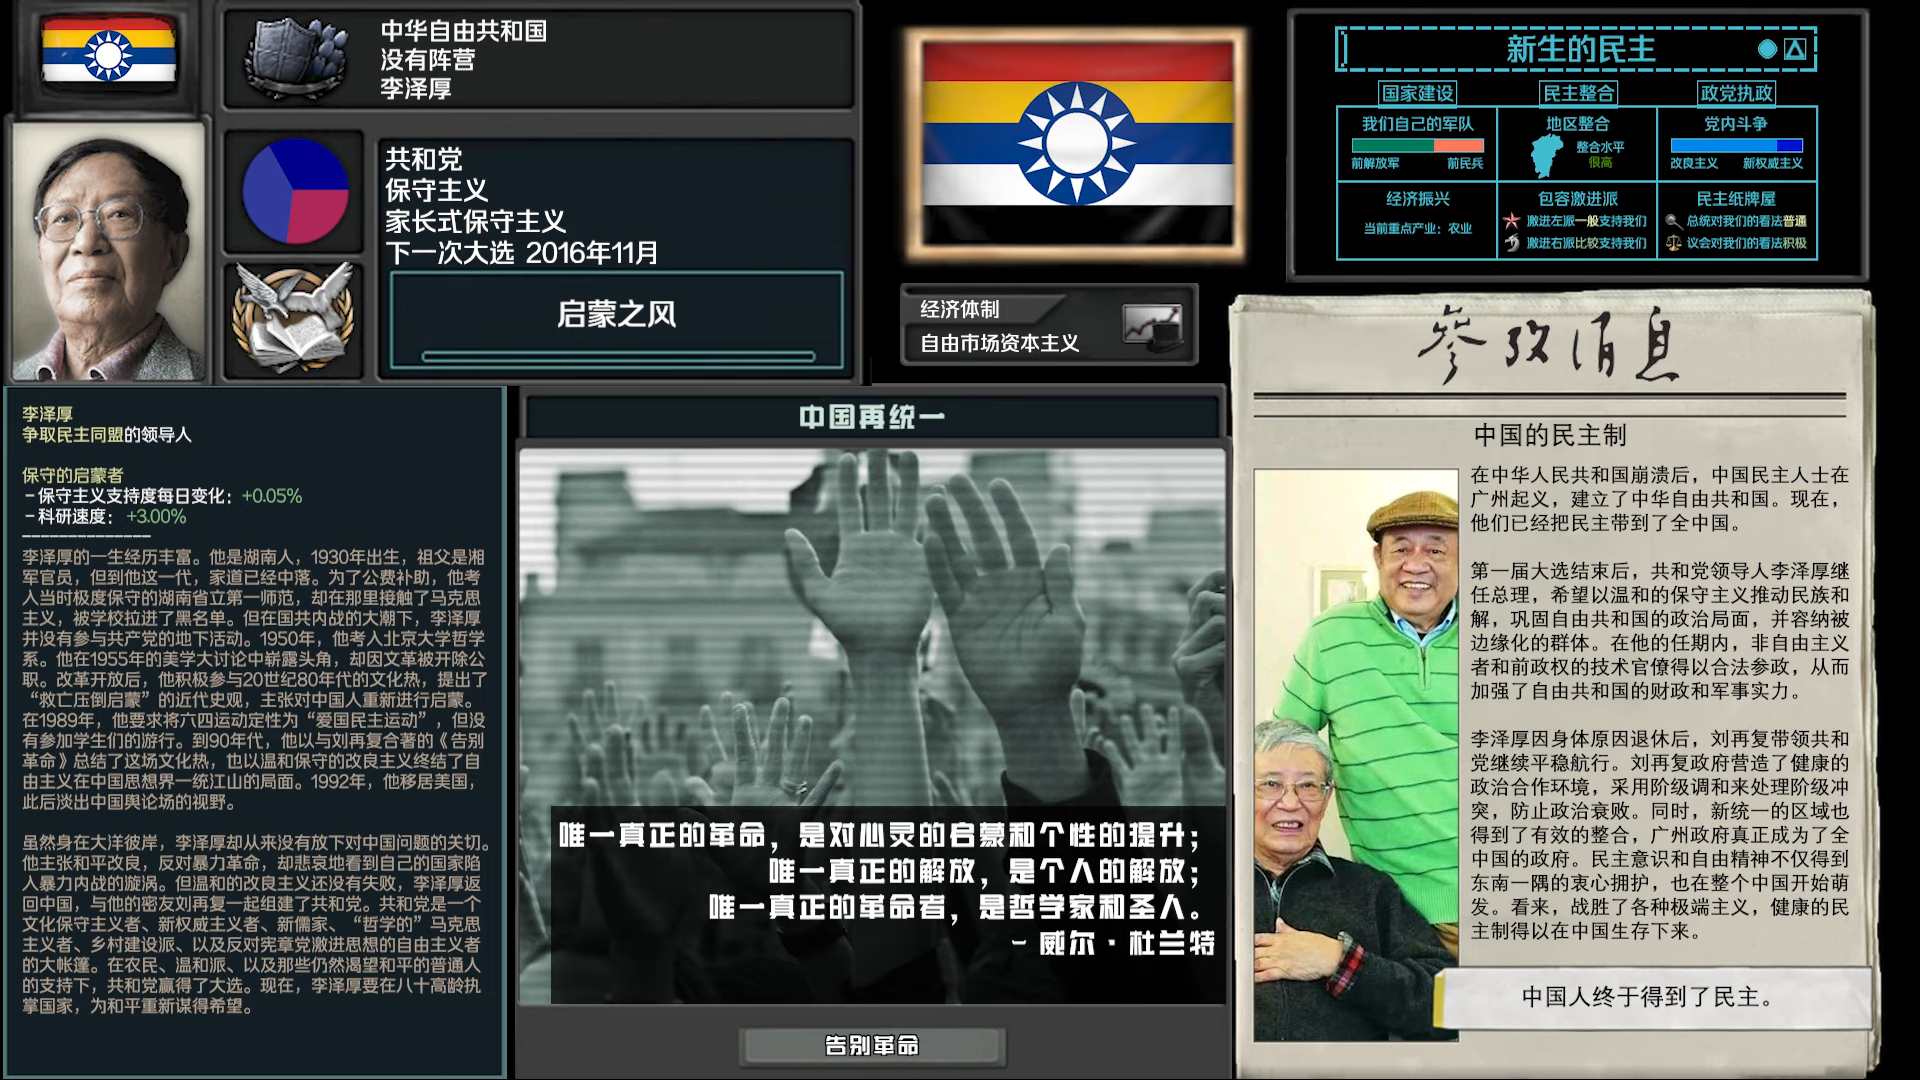 中华自由共和国
没有阵营
李泽厚
共和党
保守主义
家长式保守主义
下一次大选 2016年11月
启蒙之风
经济体制
自由市场资本主义
新生的民主
国家建设
民主整合
政党执政
我们自己的军队
前解放军
前民兵
地区整合
整合水平
很高
党内斗争
改良主义
新权威主义
经济振兴
当前重点产业：农业
包容激进派
激进左派一般支持我们
激进右派比较支持我们
民主纸牌屋
总统对我们的看法普通
议会对我们的看法积极
李泽厚
争取民主同盟的领导人
保守的启蒙者
-保守主义支持度每日变化：+0.05%
-科研速度：+3.00%
---------------
李泽厚的一生经历丰富。他是湖南人，1930年出生，祖父是湘
军官员，但到他这一代，家道已经中落。为了公费补助，他考
入当时极度保守的湖南省立第一师范，却在那里接触了马克思
主义，被学校拉进了黑名单。但在国共内战的大潮下，李泽厚
并没有参与共产党的地下活动。1950年，他考入北京大学哲学
系。他在1955年的美学大讨论中崭露头角，却因文革被开除公
职。改革开放后，他积极参与20世纪80年代的文化热，提出了
“救亡压倒启蒙”的近代史观，主张对中国人重新进行启蒙。
在1989年，他要求将六四运动定性为“爱国民主运动”，但没
有参加学生们的游行。到90年代，他以与刘再复合著的《告别
革命》总结了这场文化热，也以温和保守的改良主义终结了自
由主义在中国思想界一统江山的局面。1992年，他移居美国，
此后淡出中国舆论场的视野。
虽然身在大洋彼岸，李泽厚却从来没有放下对中国问题的关切。
他主张和平改良，反对暴力革命，却悲哀地看到自己的国家陷
入暴力内战的漩涡。但温和的改良主义还没有失败，李泽厚返
回中国，与他的密友刘再复一起组建了共和党。共和党是一个
文化保守主义者、新权威主义者、新儒家、“哲学的”马克思
主义者、乡村建设派、以及反对宪章党激进思想的自由主义者
的大帐篷。在农民、温和派、以及那些仍然渴望和平的普通人
的支持下，共和党赢得了大选。现在，李泽厚要在八十高龄执
掌国家，为和平重新谋得希望。
中国再统一
唯一真正的革命，是对心灵的启蒙和个性的提升；
唯一真正的解放，是个人的解放；
唯一真正的革命者，是哲学家和圣人。
- 威尔·杜兰特
告别革命
参考消息
中国的民主制
在中华人民共和国崩溃后，中国民主人士在
广州起义，建立了中华自由共和国。现在，
他们已经把民主带到了全中国。
第一届大选结束后，共和党领导人李泽厚继
任总理，希望以温和的保守主义推动民族和
解，巩固自由共和国的政治局面，并容纳被
边缘化的群体。在他的任期内，非自由主义
者和前政权的技术官僚得以合法参政，从而
加强了自由共和国的财政和军事实力。
李泽厚因身体原因退休后，刘再复带领共和
党继续平稳航行。刘再复政府营造了健康的
政治合作环境，采用阶级调和来处理阶级冲
突，防止政治衰败。同时，新统一的区域也
得到了有效的整合，广州政府真正成为了全
中国的政府。民主意识和自由精神不仅得到
东南一隅的衷心拥护，也在整个中国开始萌
发。看来，战胜了各种极端主义，健康的民
主制得以在中国生存下来。
中国人终于得到了民主。